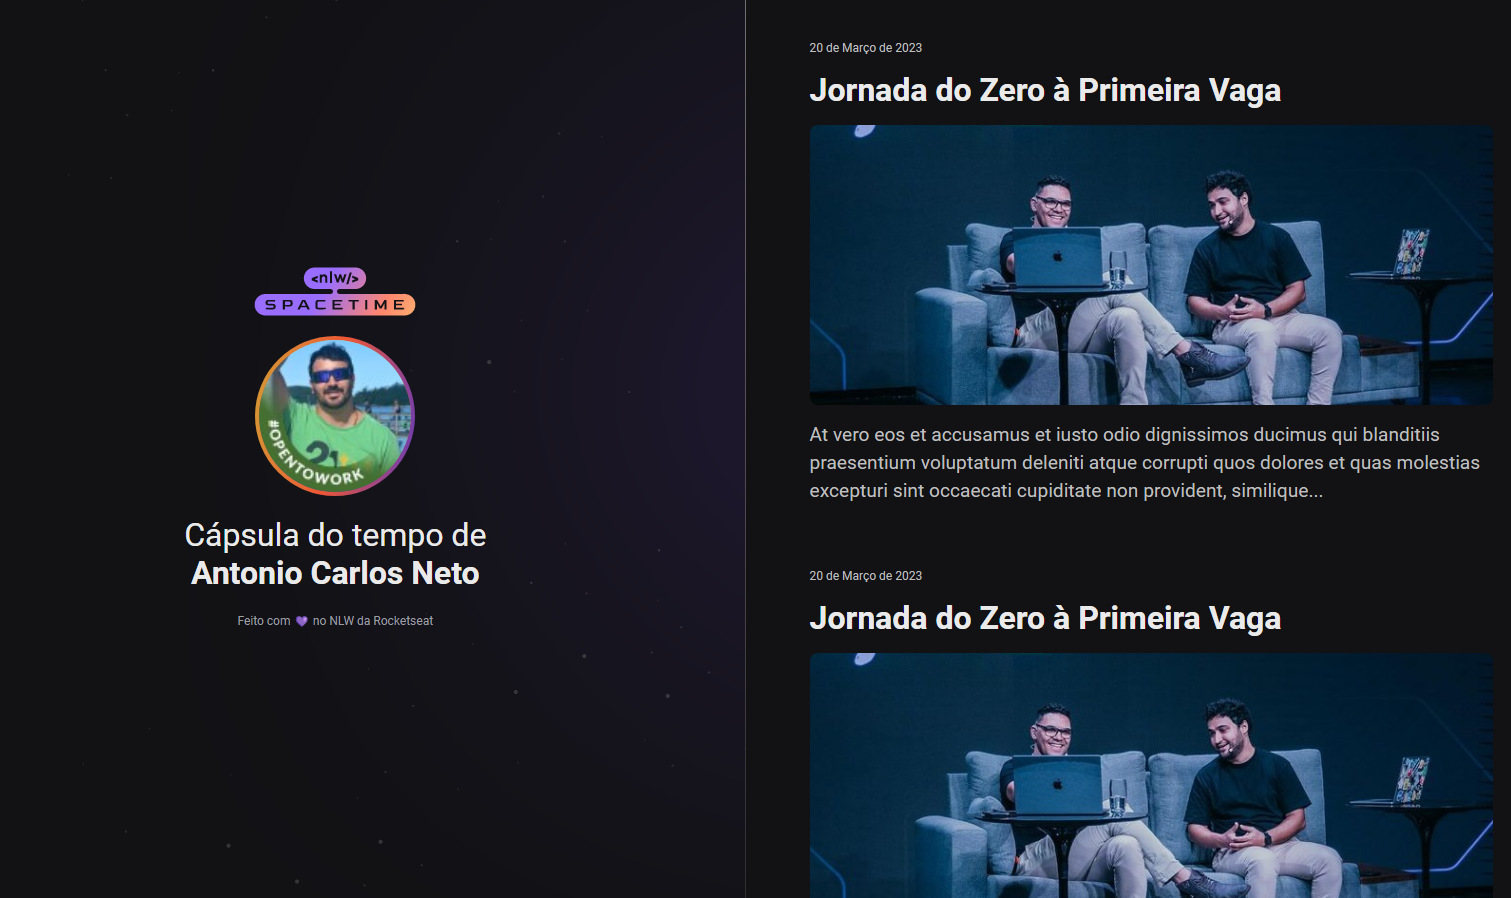 <nlw/>
SPACETIME
#OPENTOWORK
Cápsula do tempo de
Antonio Carlos Neto
Feito com 💜 no NLW da Rocketseat
20 de Março de 2023
Jornada do Zero à Primeira Vaga
At vero eos et accusamus et iusto odio dignissimos ducimus qui blanditiis
praesentium voluptatum deleniti atque corrupti quos dolores et quas molestias
excepturi sint occaecati cupiditate non provident, similique...
20 de Março de 2023
Jornada do Zero à Primeira Vaga